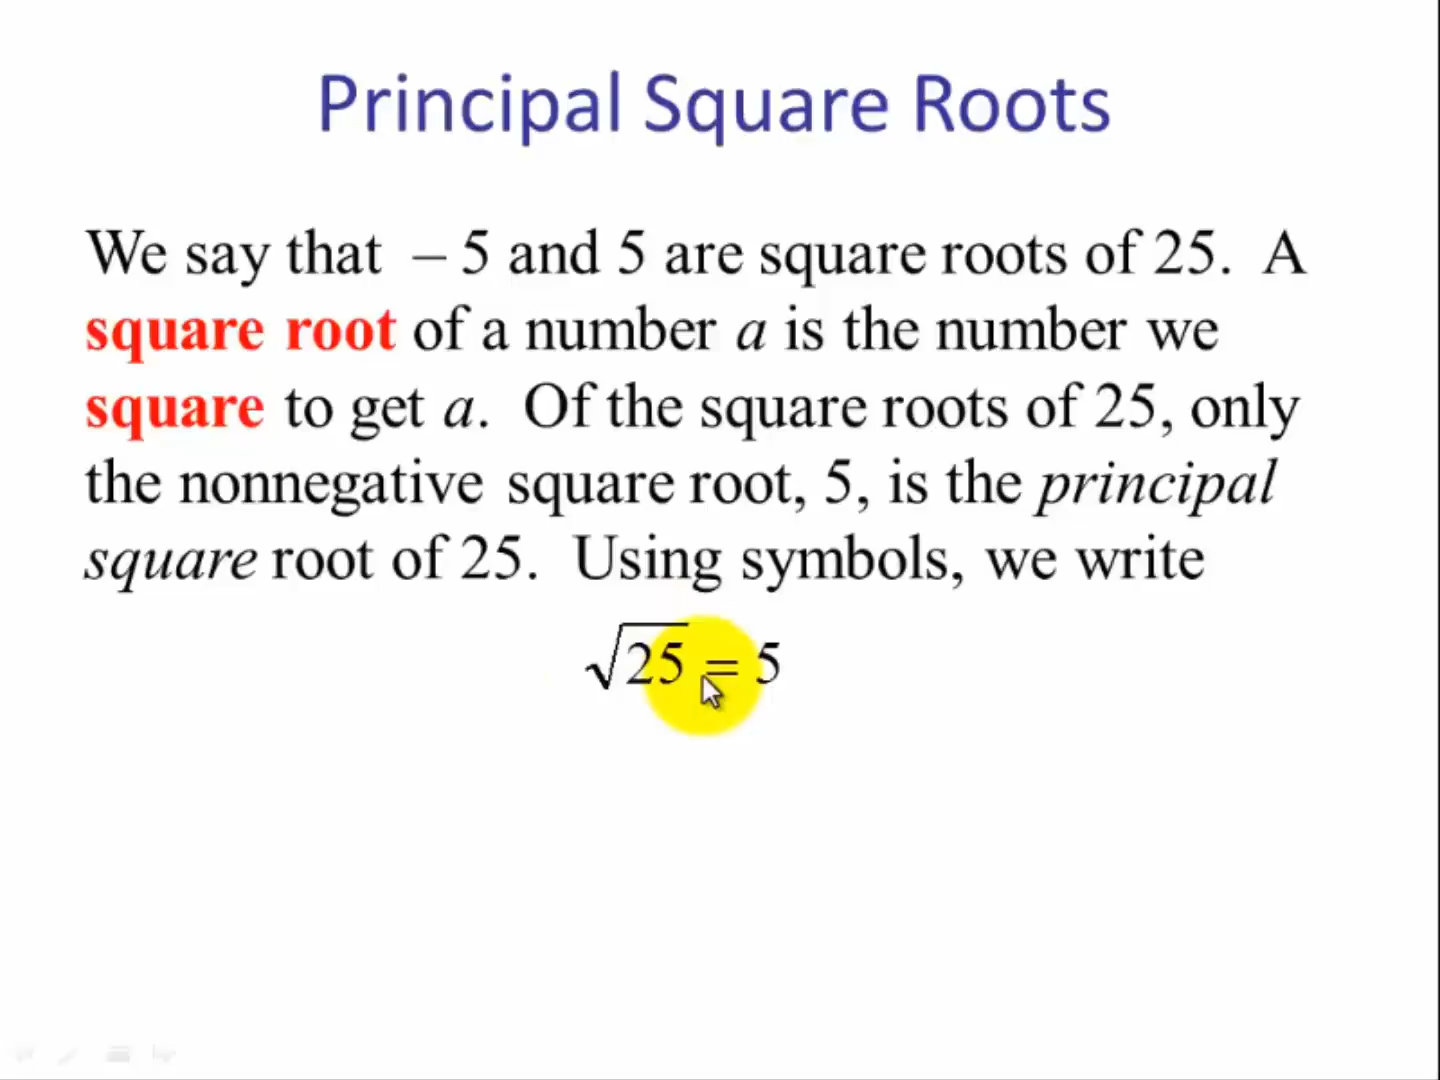 Principal Square Roots
We say that – 5 and 5 are square roots of 25. A
square root of a number a is the number we
square to get a. Of the square roots of 25, only
the nonnegative square root, 5, is the principal
square root of 25. Using symbols, we write
√25 = 5